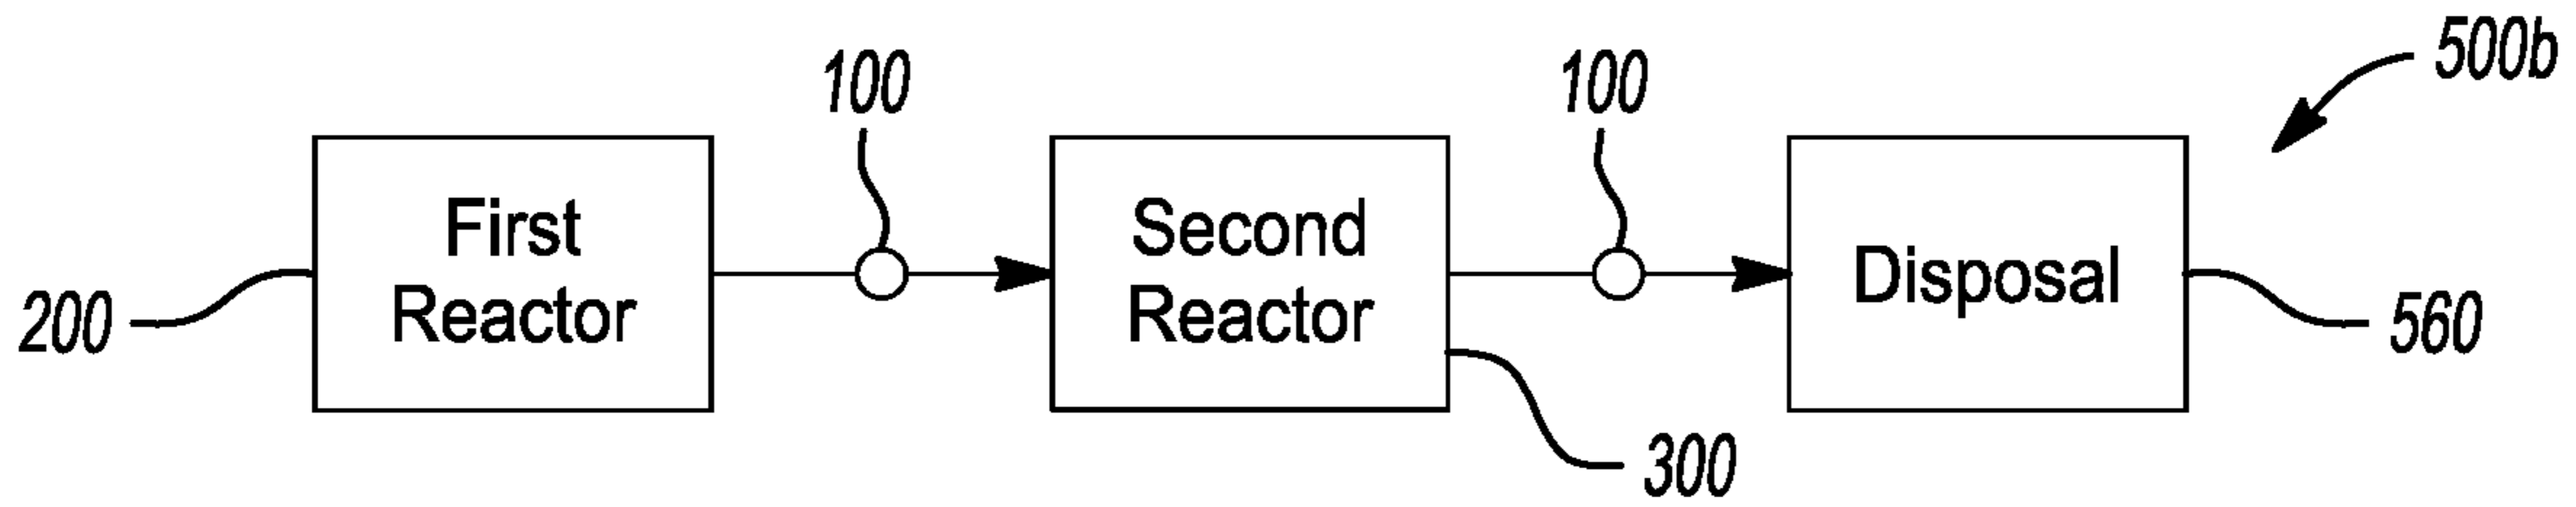 100
100
500b
First
Reactor
Second
Reactor
Disposal
200
560
300